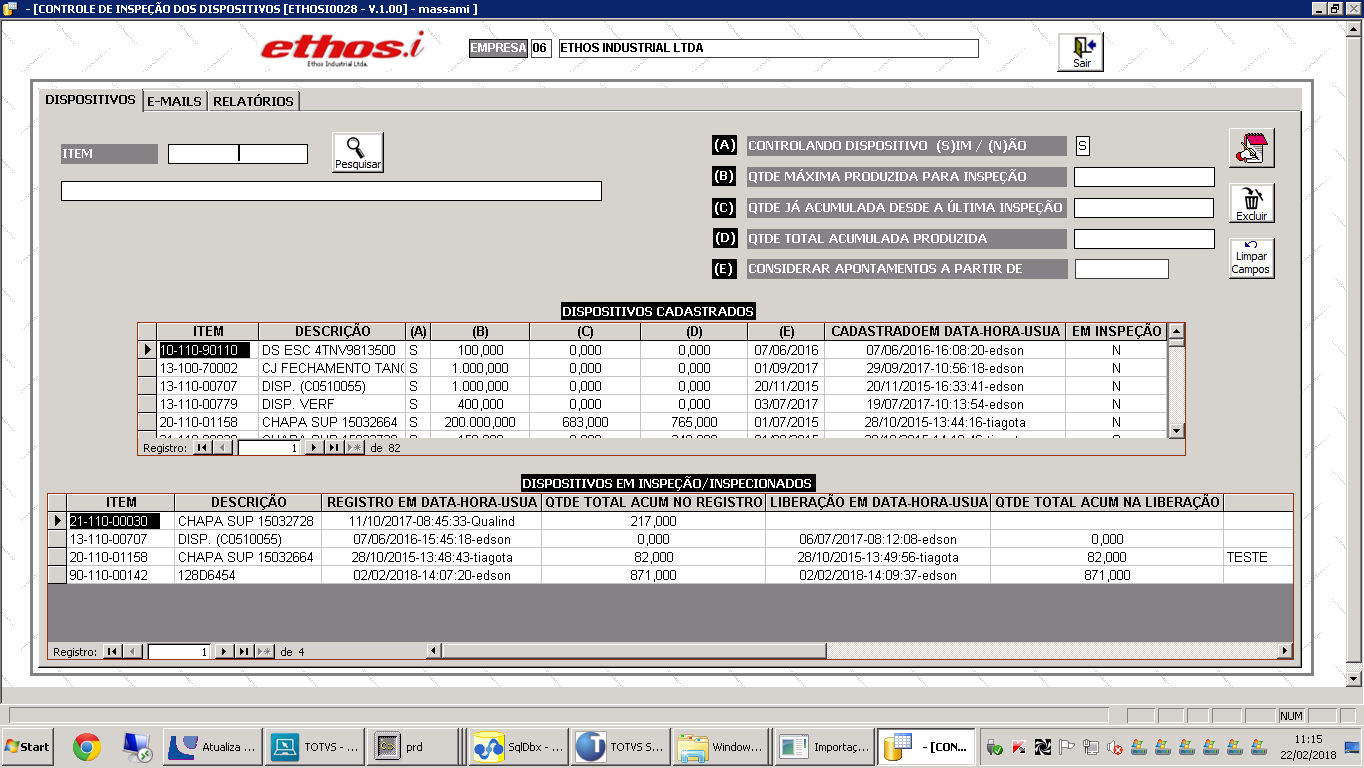 - [CONTROLE DE INSPEÇÃO DOS DISPOSITIVOS [ETHOSI0028 - V.1.00] - massami ]
ethos.i
Ethos Industrial Ltda.
EMPRESA 06 ETHOS INDUSTRIAL LTDA
Sair
DISPOSITIVOS E-MAILS RELATÓRIOS
ITEM
Pesquisar
(A) CONTROLANDO DISPOSITIVO (S)IM / (N)ÃO S
(B) QTDE MÁXIMA PRODUZIDA PARA INSPEÇÃO
(C) QTDE JÁ ACUMULADA DESDE A ÚLTIMA INSPEÇÃO
(D) QTDE TOTAL ACUMULADA PRODUZIDA
(E) CONSIDERAR APONTAMENTOS A PARTIR DE
Excluir
Limpar
Campos
DISPOSITIVOS CADASTRADOS
ITEM DESCRIÇÃO (A) (B) (C) (D) (E) CADASTRADOEM DATA-HORA-USUA EM INSPEÇÃO
10-110-90110 DS ESC 4TNV9813500 S 100,000 0,000 0,000 07/06/2016 07/06/2016-16:08:20-edson N
13-100-70002 CJ FECHAMENTO TANC S 1.000,000 0,000 0,000 01/09/2017 29/09/2017-10:56:18-edson N
13-110-00707 DISP. (C0510055) S 1.000,000 0,000 0,000 20/11/2015 20/11/2015-16:33:41-edson N
13-110-00779 DISP. VERF S 400,000 0,000 0,000 03/07/2017 19/07/2017-10:13:54-edson N
20-110-01158 CHAPA SUP 15032664 S 200.000,000 683,000 765,000 01/07/2015 28/10/2015-13:44:16-tiagota N
Registro: 1 de 82
DISPOSITIVOS EM INSPEÇÃO/INSPECIONADOS
ITEM DESCRIÇÃO REGISTRO EM DATA-HORA-USUA QTDE TOTAL ACUM NO REGISTRO LIBERAÇÃO EM DATA-HORA-USUA QTDE TOTAL ACUM NA LIBERAÇÃO
21-110-00030 CHAPA SUP 15032728 11/10/2017-08:45:33-Qualind 217,000
13-110-00707 DISP. (C0510055) 07/06/2016-15:45:18-edson 0,000 06/07/2017-08:12:08-edson 0,000
20-110-01158 CHAPA SUP 15032664 28/10/2015-13:48:43-tiagota 82,000 28/10/2015-13:49:56-tiagota 82,000 TESTE
90-110-00142 128D6454 02/02/2018-14:07:20-edson 871,000 02/02/2018-14:09:37-edson 871,000
Registro: 1 de 4
NUM
Start Atualiza ... TOTVS - ... prd SqlDbx - ... TOTVS S... Window... Importaç... - [CON... 11:15
22/02/2018